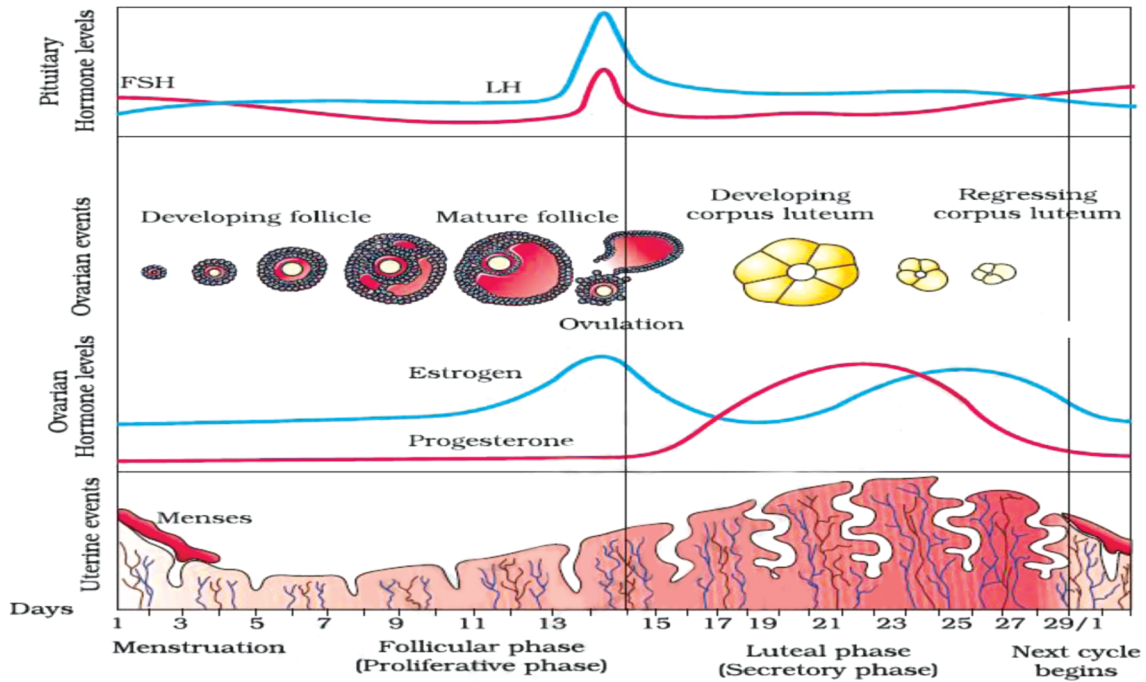 Pituitary
Hormone levels
FSH
LH
Ovarian events
Developing follicle
Mature follicle
Developing
corpus luteum
Regressing
corpus luteum
Ovulation
Ovarian
Hormone levels
Estrogen
Progesterone
Uterine events
Menses
Days
1 3 5 7 9 11 13 15 17 19 21 23 25 27 29/1
Menstruation
Follicular phase
(Proliferative phase)
Luteal phase
(Secretory phase)
Next cycle
begins